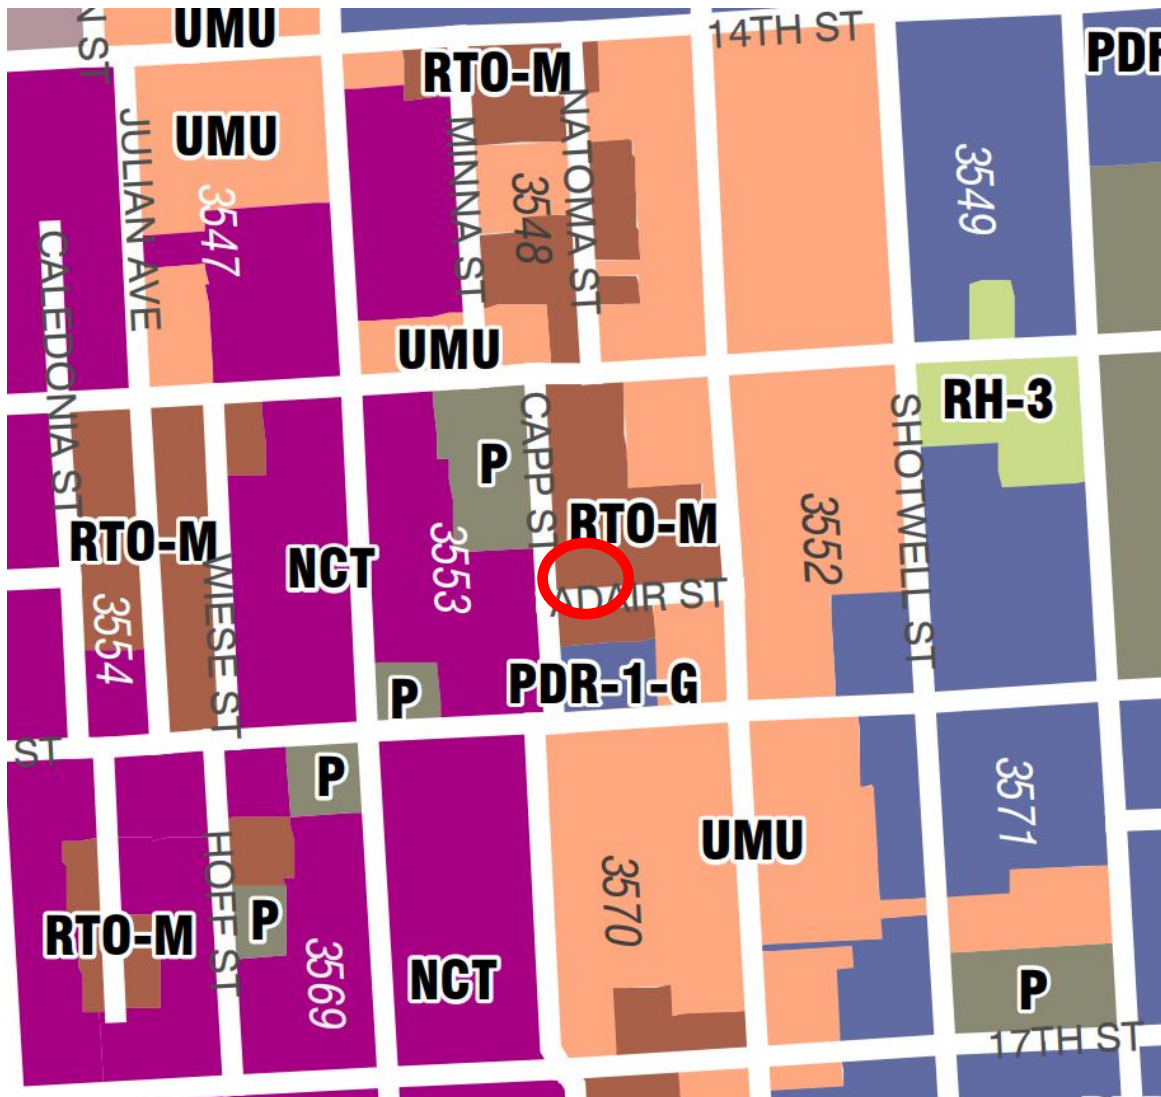 UMU
N ST
14TH ST
PDR
RTO-M
UMU
JULIAN AVE
MINNA ST
NATOMA ST
3549
3548
3547
CALEDONIA ST
UMU
RH-3
CAPP ST
SHOTWELL ST
P
RTO-M
RTO-M
3552
NCT
3553
WIESE ST
ADAIR ST
3554
PDR-1-G
P
ST
P
3571
UMU
HOFF ST
3570
P
RTO-M
3569
NCT
P
17TH ST